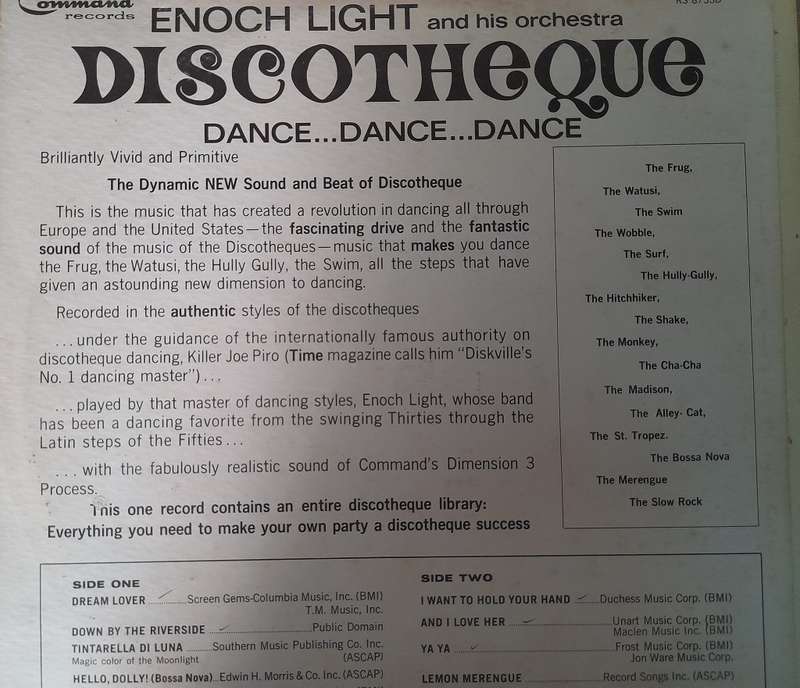 Command
records
ENOCH LIGHT and his orchestra
DISCOTHEQUE
DANCE...DANCE...DANCE
Brilliantly Vivid and Primitive
The Dynamic NEW Sound and Beat of Discotheque
This is the music that has created a revolution in dancing all through
Europe and the United States—the fascinating drive and the fantastic
sound of the music of the Discotheques—music that makes you dance
the Frug, the Watusi, the Hully Gully, the Swim, all the steps that have
given an astounding new dimension to dancing.
Recorded in the authentic styles of the discotheques
...under the guidance of the internationally famous authority on
discotheque dancing, Killer Joe Piro (Time magazine calls him "Diskville's
No. 1 dancing master")...
...played by that master of dancing styles, Enoch Light, whose band
has been a dancing favorite from the swinging Thirties through the
Latin steps of the Fifties...
...with the fabulously realistic sound of Command's Dimension 3
Process.
This one record contains an entire discotheque library:
Everything you need to make your own party a discotheque success
The Frug,
The Watusi,
The Swim
The Wobble,
The Surf,
The Hully-Gully,
The Hitchhiker,
The Shake,
The Monkey,
The Cha-Cha
The Madison,
The Alley- Cat,
The St. Tropez.
The Bossa Nova
The Merengue
The Slow Rock
SIDE ONE
DREAM LOVER ..........Screen Gems-Columbia Music, Inc. (BMI)
T.M. Music, Inc.
DOWN BY THE RIVERSIDE ..........Public Domain
TINTARELLA DI LUNA ..........Southern Music Publishing Co. Inc.
Magic color of the Moonlight (ASCAP)
HELLO, DOLLY! (Bossa Nova)..Edwin H. Morris & Co. Inc. (ASCAP)
SIDE TWO
I WANT TO HOLD YOUR HAND ..........Duchess Music Corp. (BMI)
AND I LOVE HER ..........Unart Music Corp. (BMI)
Maclen Music Inc. (BMI)
YA YA ..........Frost Music Corp. (BMI)
Jon Ware Music Corp.
LEMON MERENGUE ..........Record Songs Inc. (ASCAP)